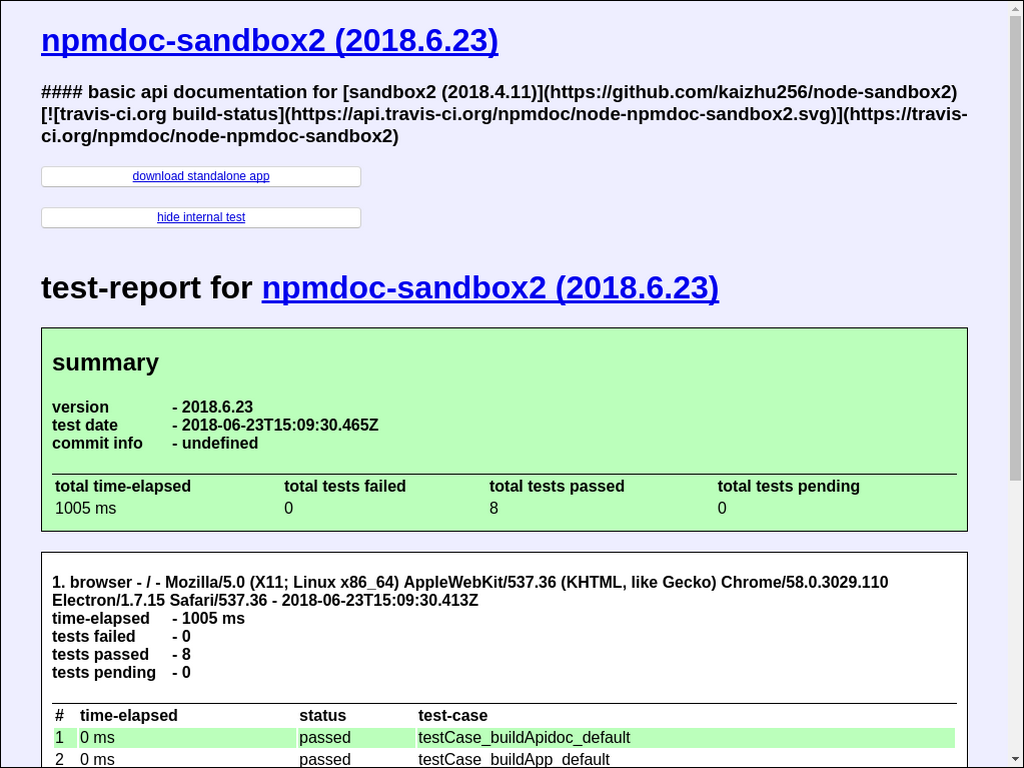 npmdoc-sandbox2 (2018.6.23)
#### basic api documentation for [sandbox2 (2018.4.11)](https://github.com/kaizhu256/node-sandbox2)
[![travis-ci.org build-status](https://api.travis-ci.org/npmdoc/node-npmdoc-sandbox2.svg)](https://travis-
ci.org/npmdoc/node-npmdoc-sandbox2)
download standalone app
hide internal test
test-report for npmdoc-sandbox2 (2018.6.23)
summary
version - 2018.6.23
test date - 2018-06-23T15:09:30.465Z
commit info - undefined
total time-elapsed total tests failed total tests passed total tests pending
1005 ms 0 8 0
1. browser - / - Mozilla/5.0 (X11; Linux x86_64) AppleWebKit/537.36 (KHTML, like Gecko) Chrome/58.0.3029.110
Electron/1.7.15 Safari/537.36 - 2018-06-23T15:09:30.413Z
time-elapsed - 1005 ms
tests failed - 0
tests passed - 8
tests pending - 0
# time-elapsed status test-case
1 0 ms passed testCase_buildApidoc_default
2 0 ms passed testCase_buildApp_default